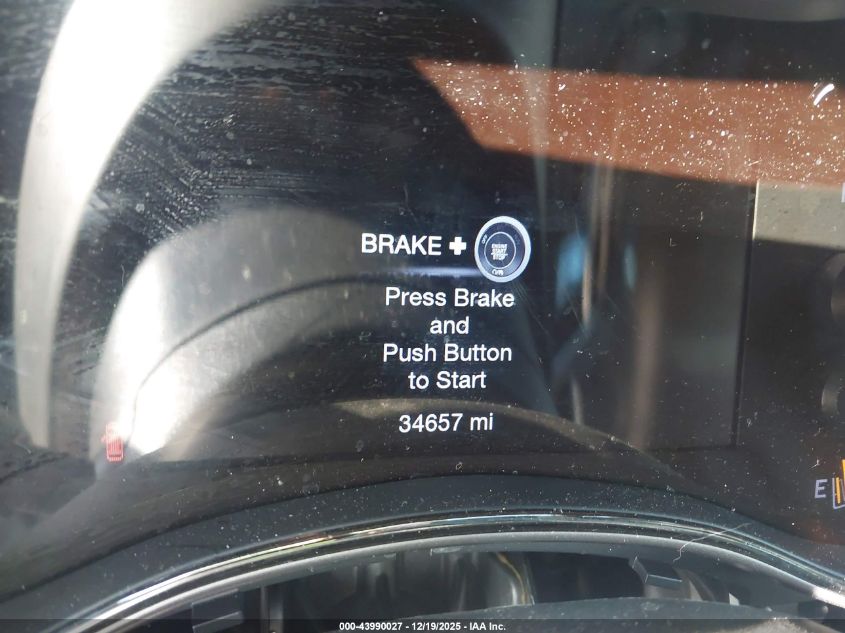 BRAKE +
ENGINE
START
STOP
Press Brake
and
Push Button
to Start
34657 mi
E
000-43990027 - 12/19/2025 - IAA Inc.